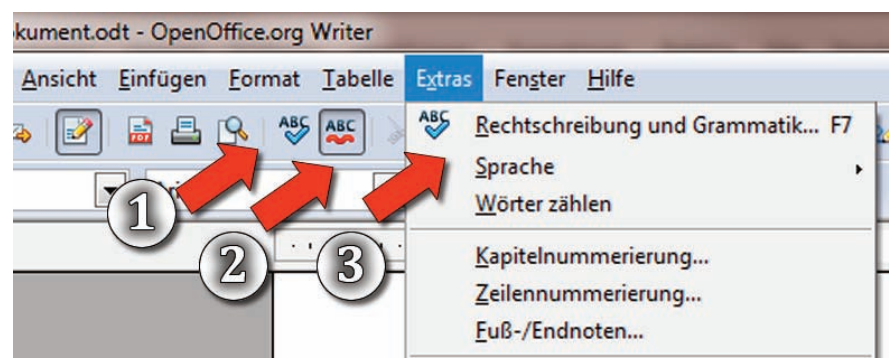 kument.odt - OpenOffice.org Writer
Ansicht Einfügen Format Tabelle Extras Fenster Hilfe
PDF ABC ABC ABC Rechtschreibung und Grammatik... F7
Sprache
Wörter zählen
1
2
3
Kapitelnummerierung...
Zeilennummerierung...
Fuß-/Endnoten...